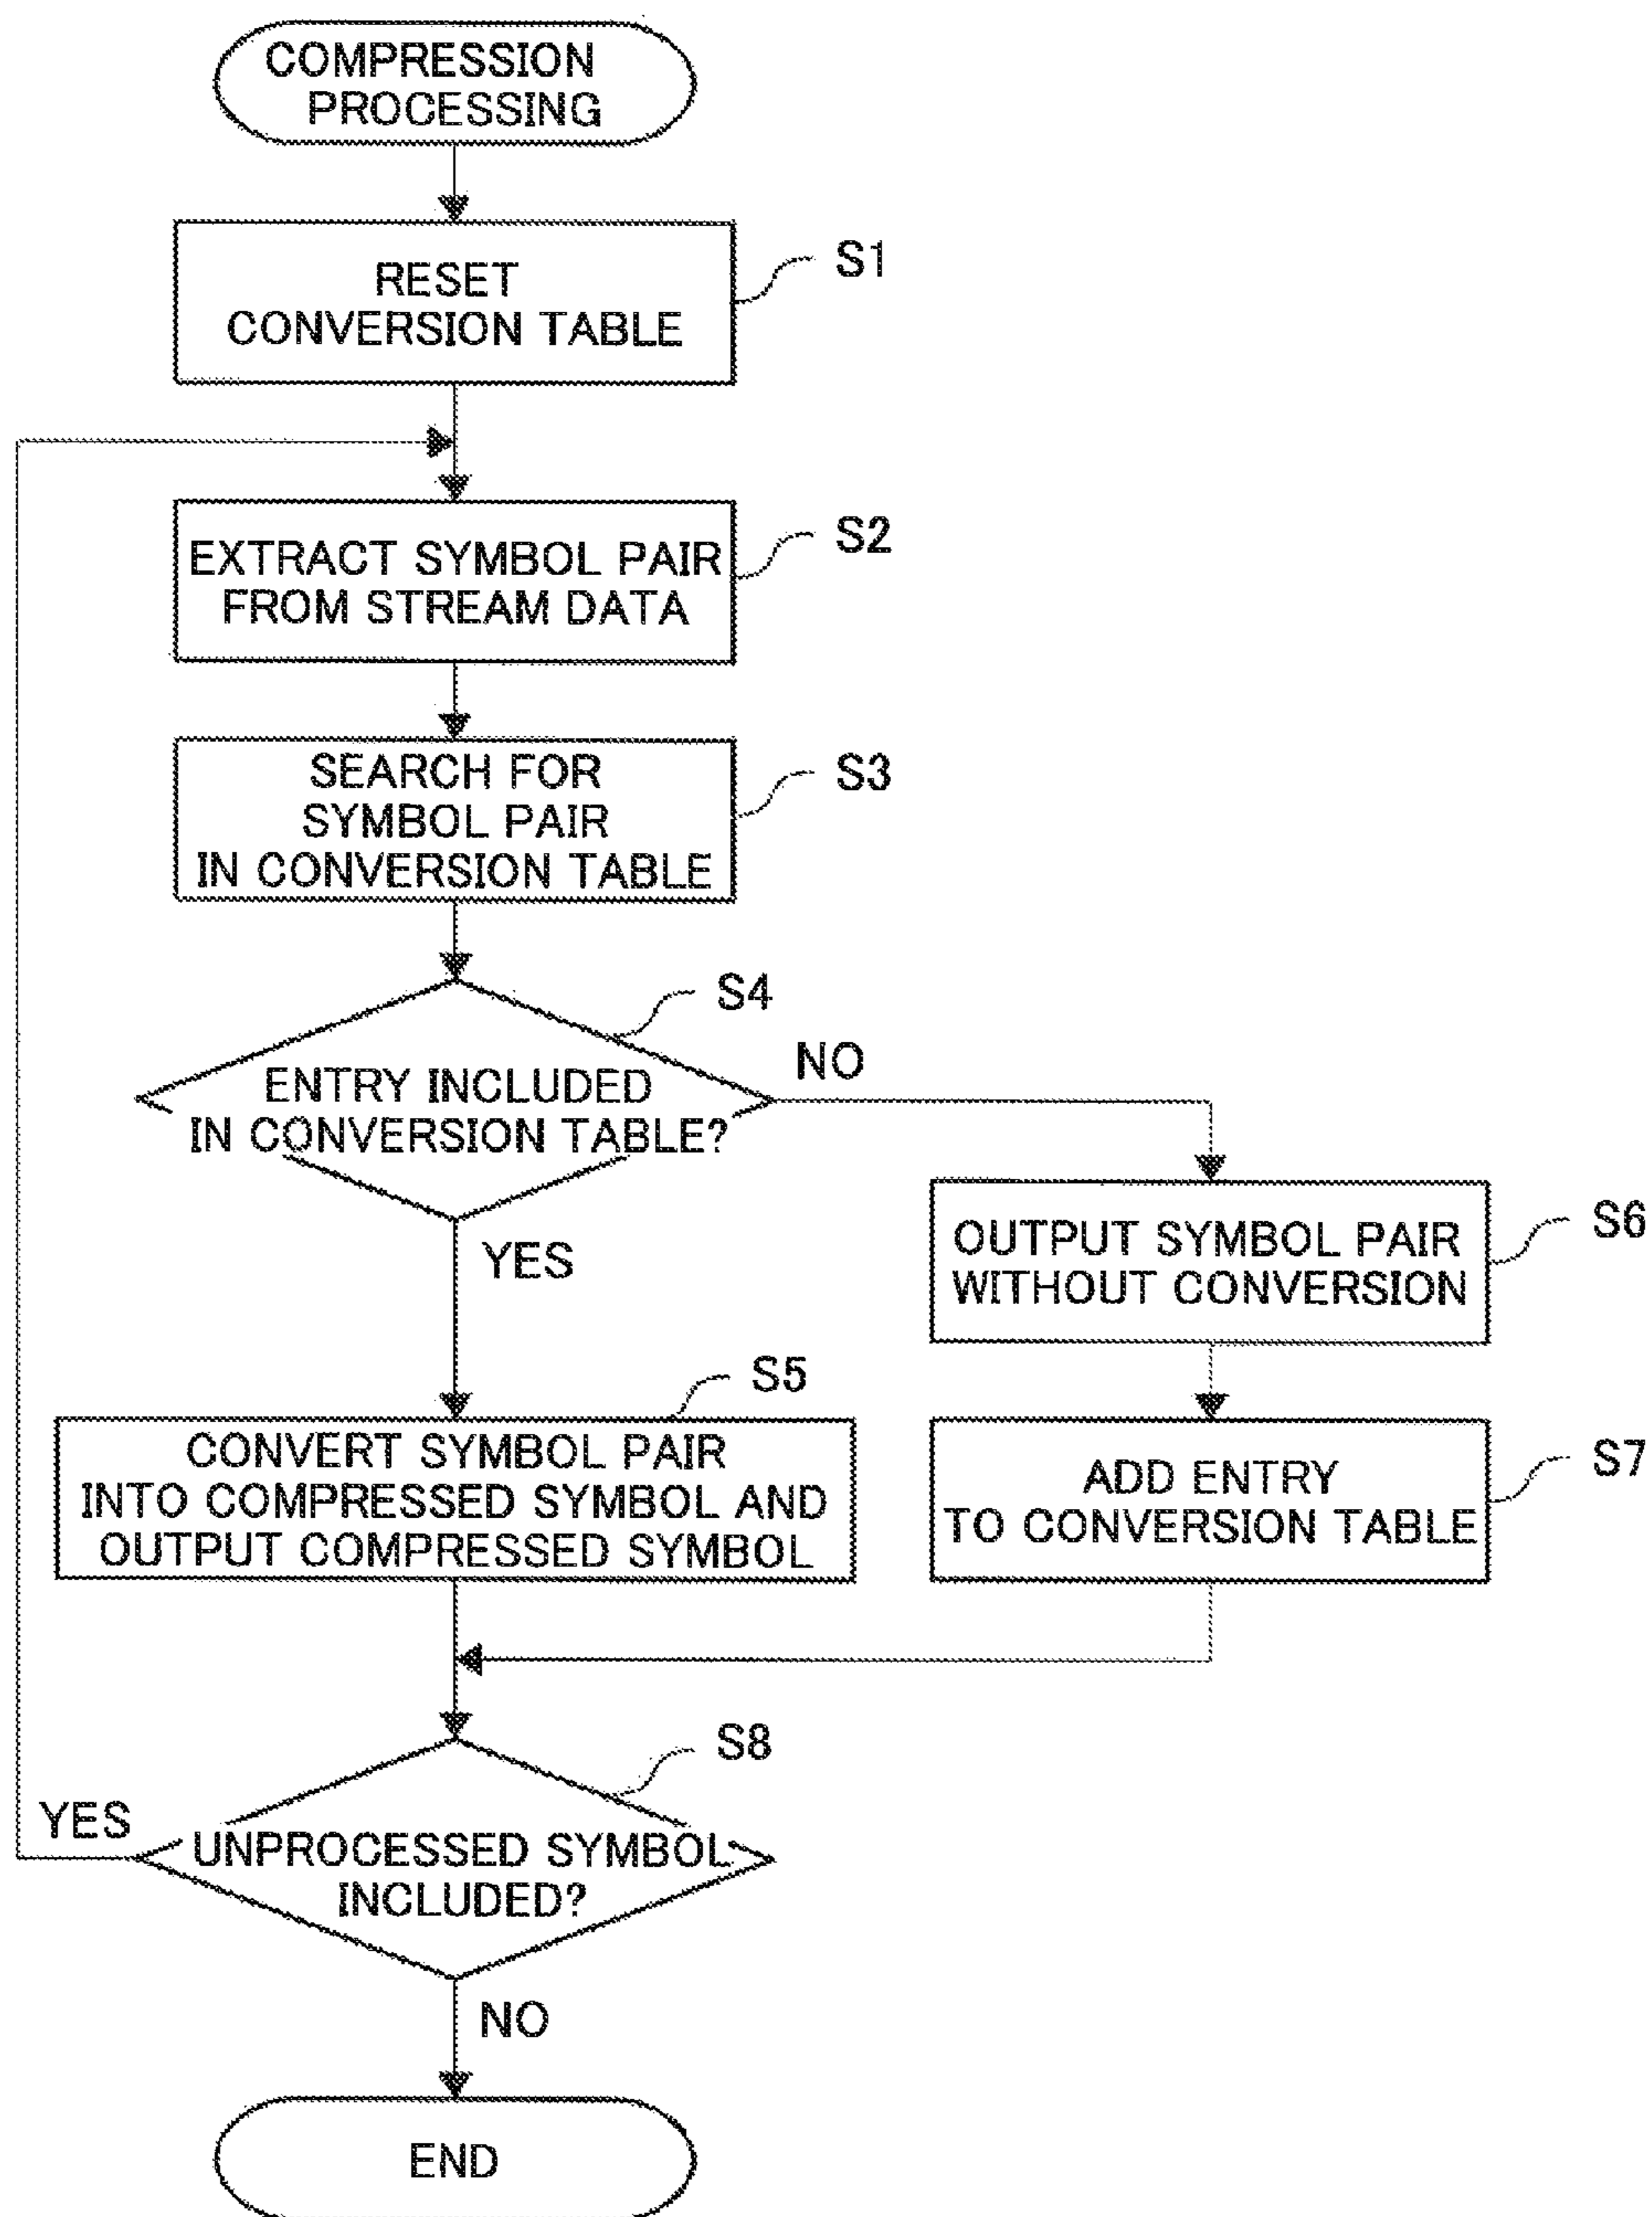 COMPRESSION
PROCESSING
RESET
CONVERSION TABLE
S1
EXTRACT SYMBOL PAIR
FROM STREAM DATA
S2
SEARCH FOR
SYMBOL PAIR
IN CONVERSION TABLE
S3
S4
ENTRY INCLUDED
IN CONVERSION TABLE?
NO
YES
OUTPUT SYMBOL PAIR
WITHOUT CONVERSION
S6
S5
CONVERT SYMBOL PAIR
INTO COMPRESSED SYMBOL AND
OUTPUT COMPRESSED SYMBOL
ADD ENTRY
TO CONVERSION TABLE
S7
S8
YES
UNPROCESSED SYMBOL
INCLUDED?
NO
END